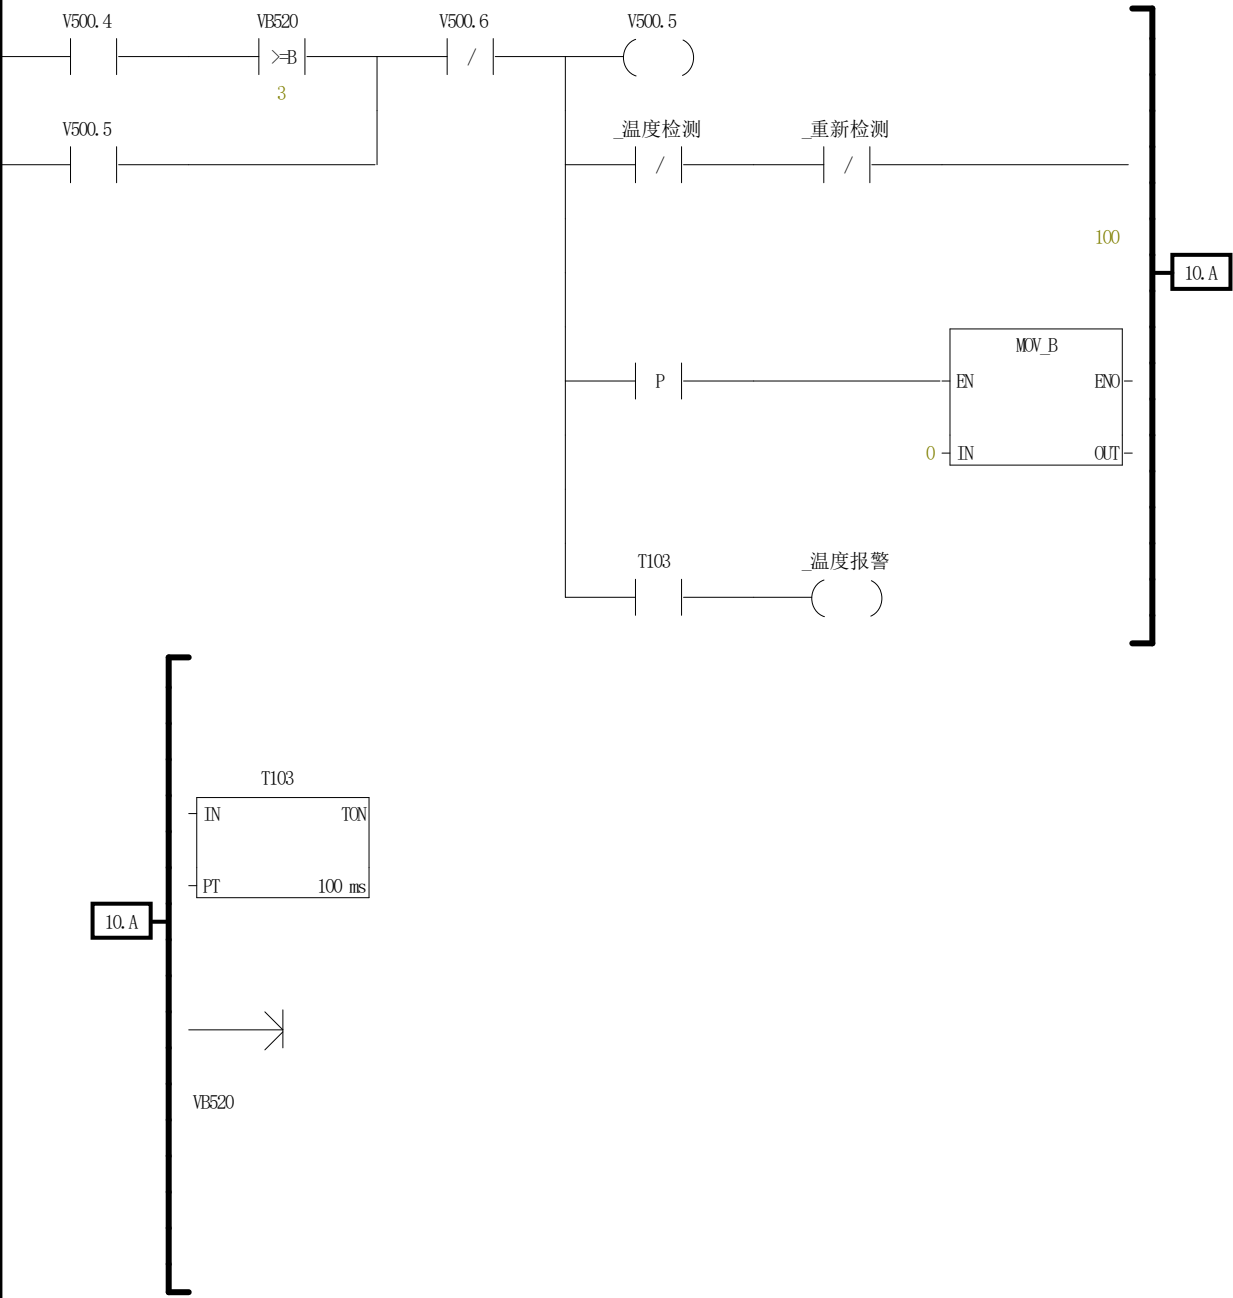 V500.4 VB520 V500.6 V500.5
>=B /
3
V500.5 _温度检测 _重新检测
/ /
100
10.A
MOV_B
P EN ENO
0 IN OUT
T103 _温度报警
T103
IN TON
PT 100 ms
10.A
VB520